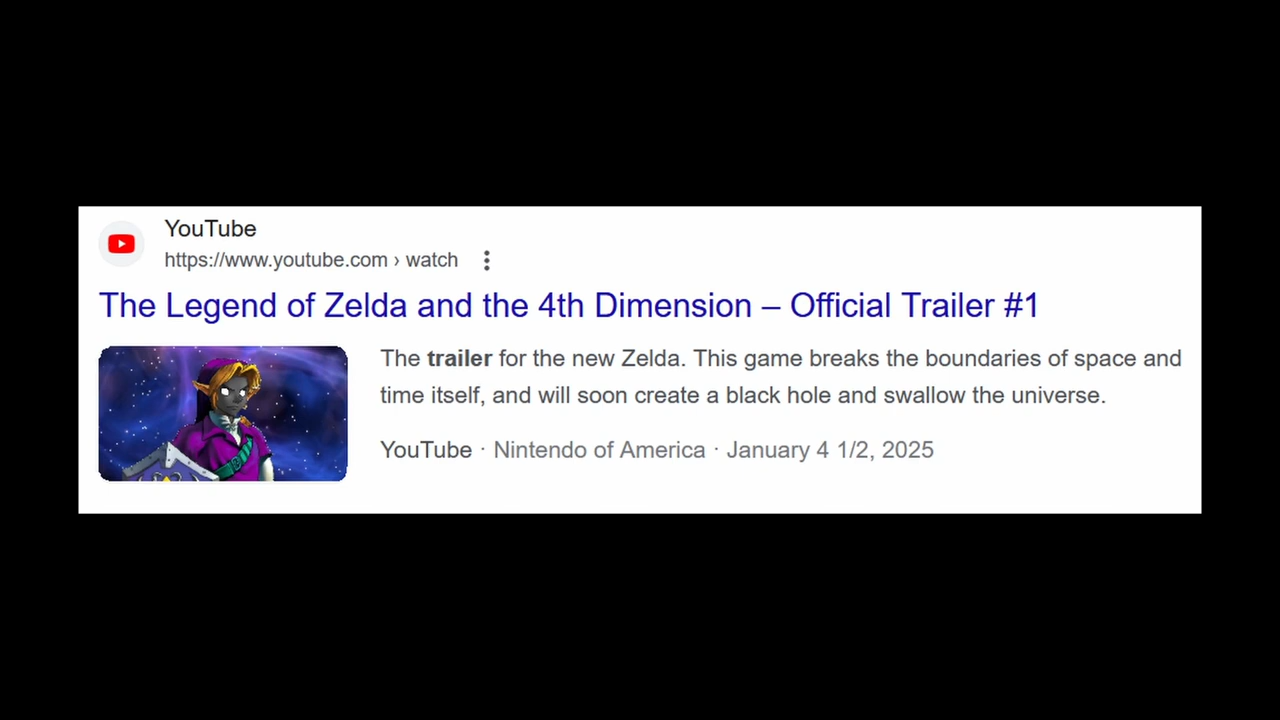 YouTube
https://www.youtube.com › watch
The Legend of Zelda and the 4th Dimension – Official Trailer #1
The trailer for the new Zelda. This game breaks the boundaries of space and
time itself, and will soon create a black hole and swallow the universe.
YouTube · Nintendo of America · January 4 1/2, 2025